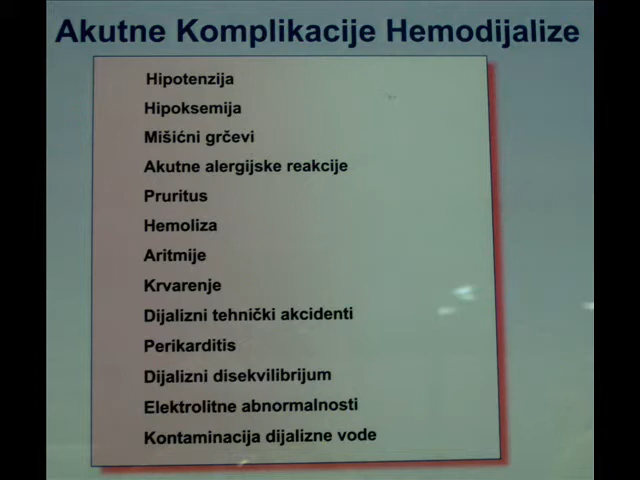 Akutne Komplikacije Hemodijalize
Hipotenzija
Hipoksemija
Mišićni grčevi
Akutne alergijske reakcije
Pruritus
Hemoliza
Aritmije
Krvarenje
Dijalizni tehnički akcidenti
Perikarditis
Dijalizni disekvilibrijum
Elektrolitne abnormalnosti
Kontaminacija dijalizne vode